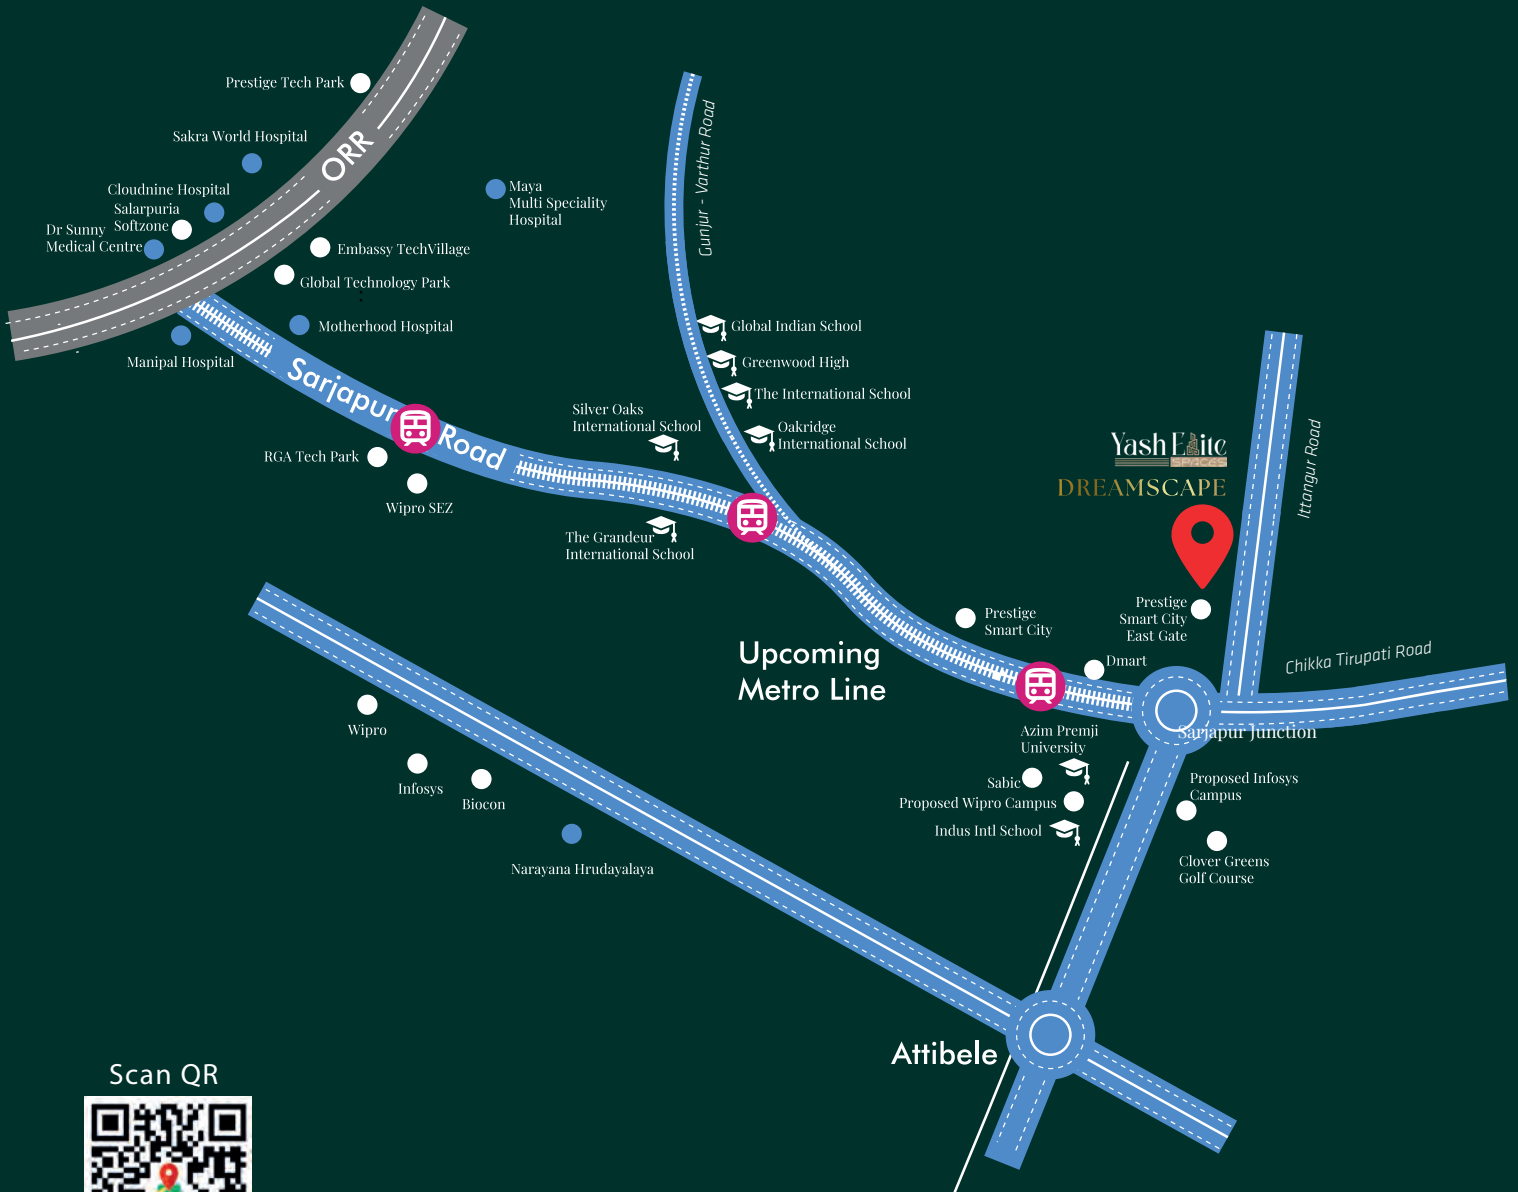 Prestige Tech Park
Sakra World Hospital
ORR
Cloudnine Hospital
Salarpuria
Softzone
Dr Sunny
Medical Centre
Maya
Multi Speciality
Hospital
Embassy TechVillage
Global Technology Park
Motherhood Hospital
Manipal Hospital
Gunjur - Varthur Road
Global Indian School
Greenwood High
The International School
Oakridge
International School
Silver Oaks
International School
Sarjapur Road
RGA Tech Park
Wipro SEZ
The Grandeur
International School
Yash Elite
SPACES
DREAMSCAPE
Ittangur Road
Prestige
Smart City
East Gate
Prestige
Smart City
Dmart
Chikka Tirupati Road
Upcoming
Metro Line
Sarjapur Junction
Azim Premji
University
Sabic
Proposed Wipro Campus
Indus Intl School
Proposed Infosys
Campus
Clover Greens
Golf Course
Wipro
Infosys
Biocon
Narayana Hrudayalaya
Attibele
Scan QR